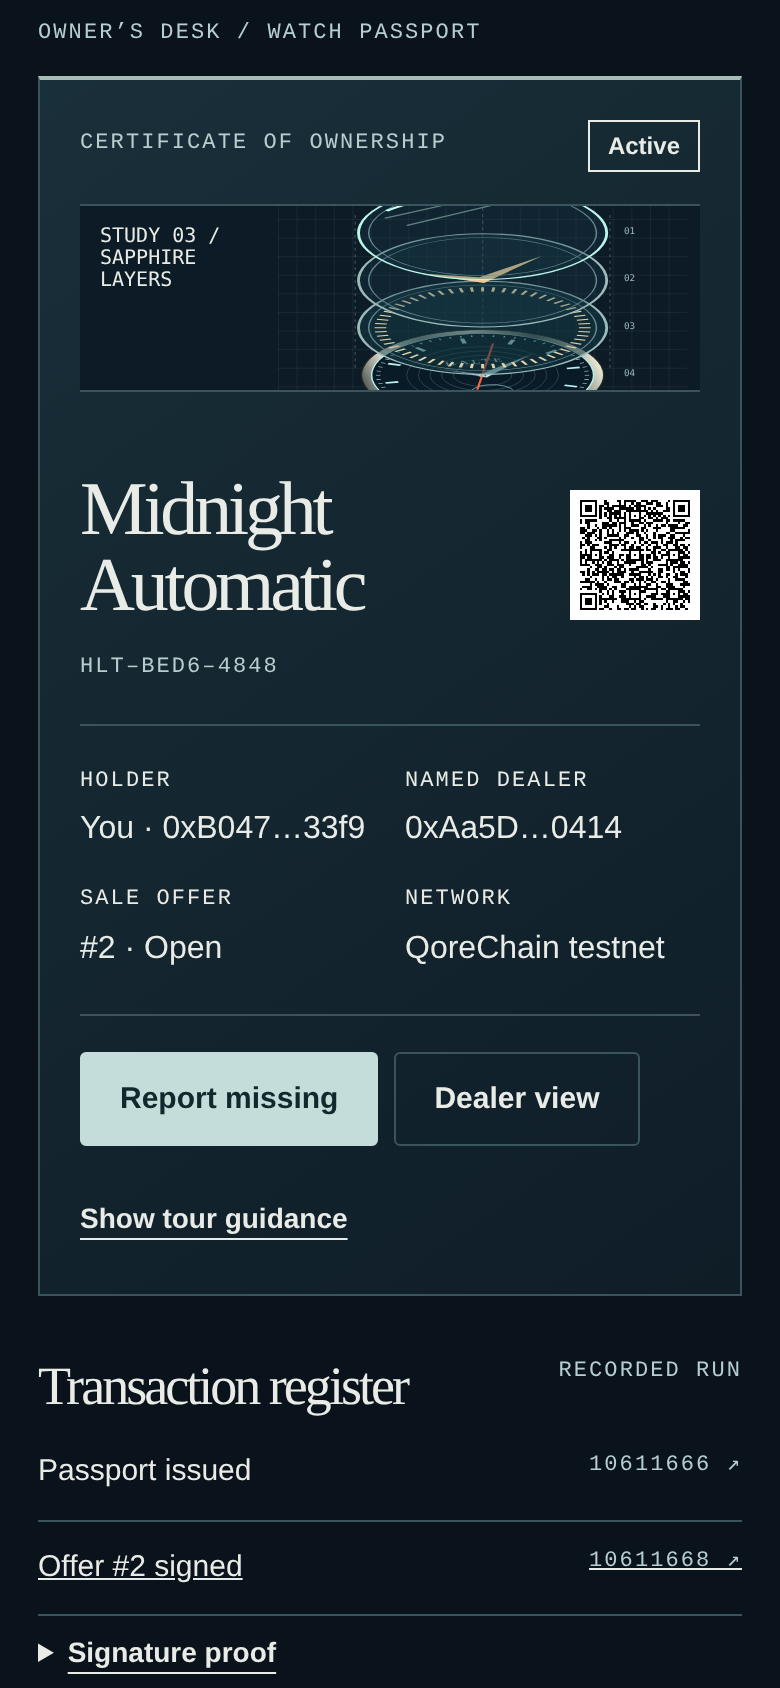 OWNER’S DESK / WATCH PASSPORT
CERTIFICATE OF OWNERSHIP
Active
STUDY 03 /
SAPPHIRE
LAYERS
01
02
03
04
Midnight
Automatic
HLT–BED6–4848
HOLDER
You · 0xB047…33f9
NAMED DEALER
0xAa5D…0414
SALE OFFER
#2 · Open
NETWORK
QoreChain testnet
Report missing
Dealer view
Show tour guidance
Transaction register
RECORDED RUN
Passport issued
10611666 ↗
Offer #2 signed
10611668 ↗
▶ Signature proof